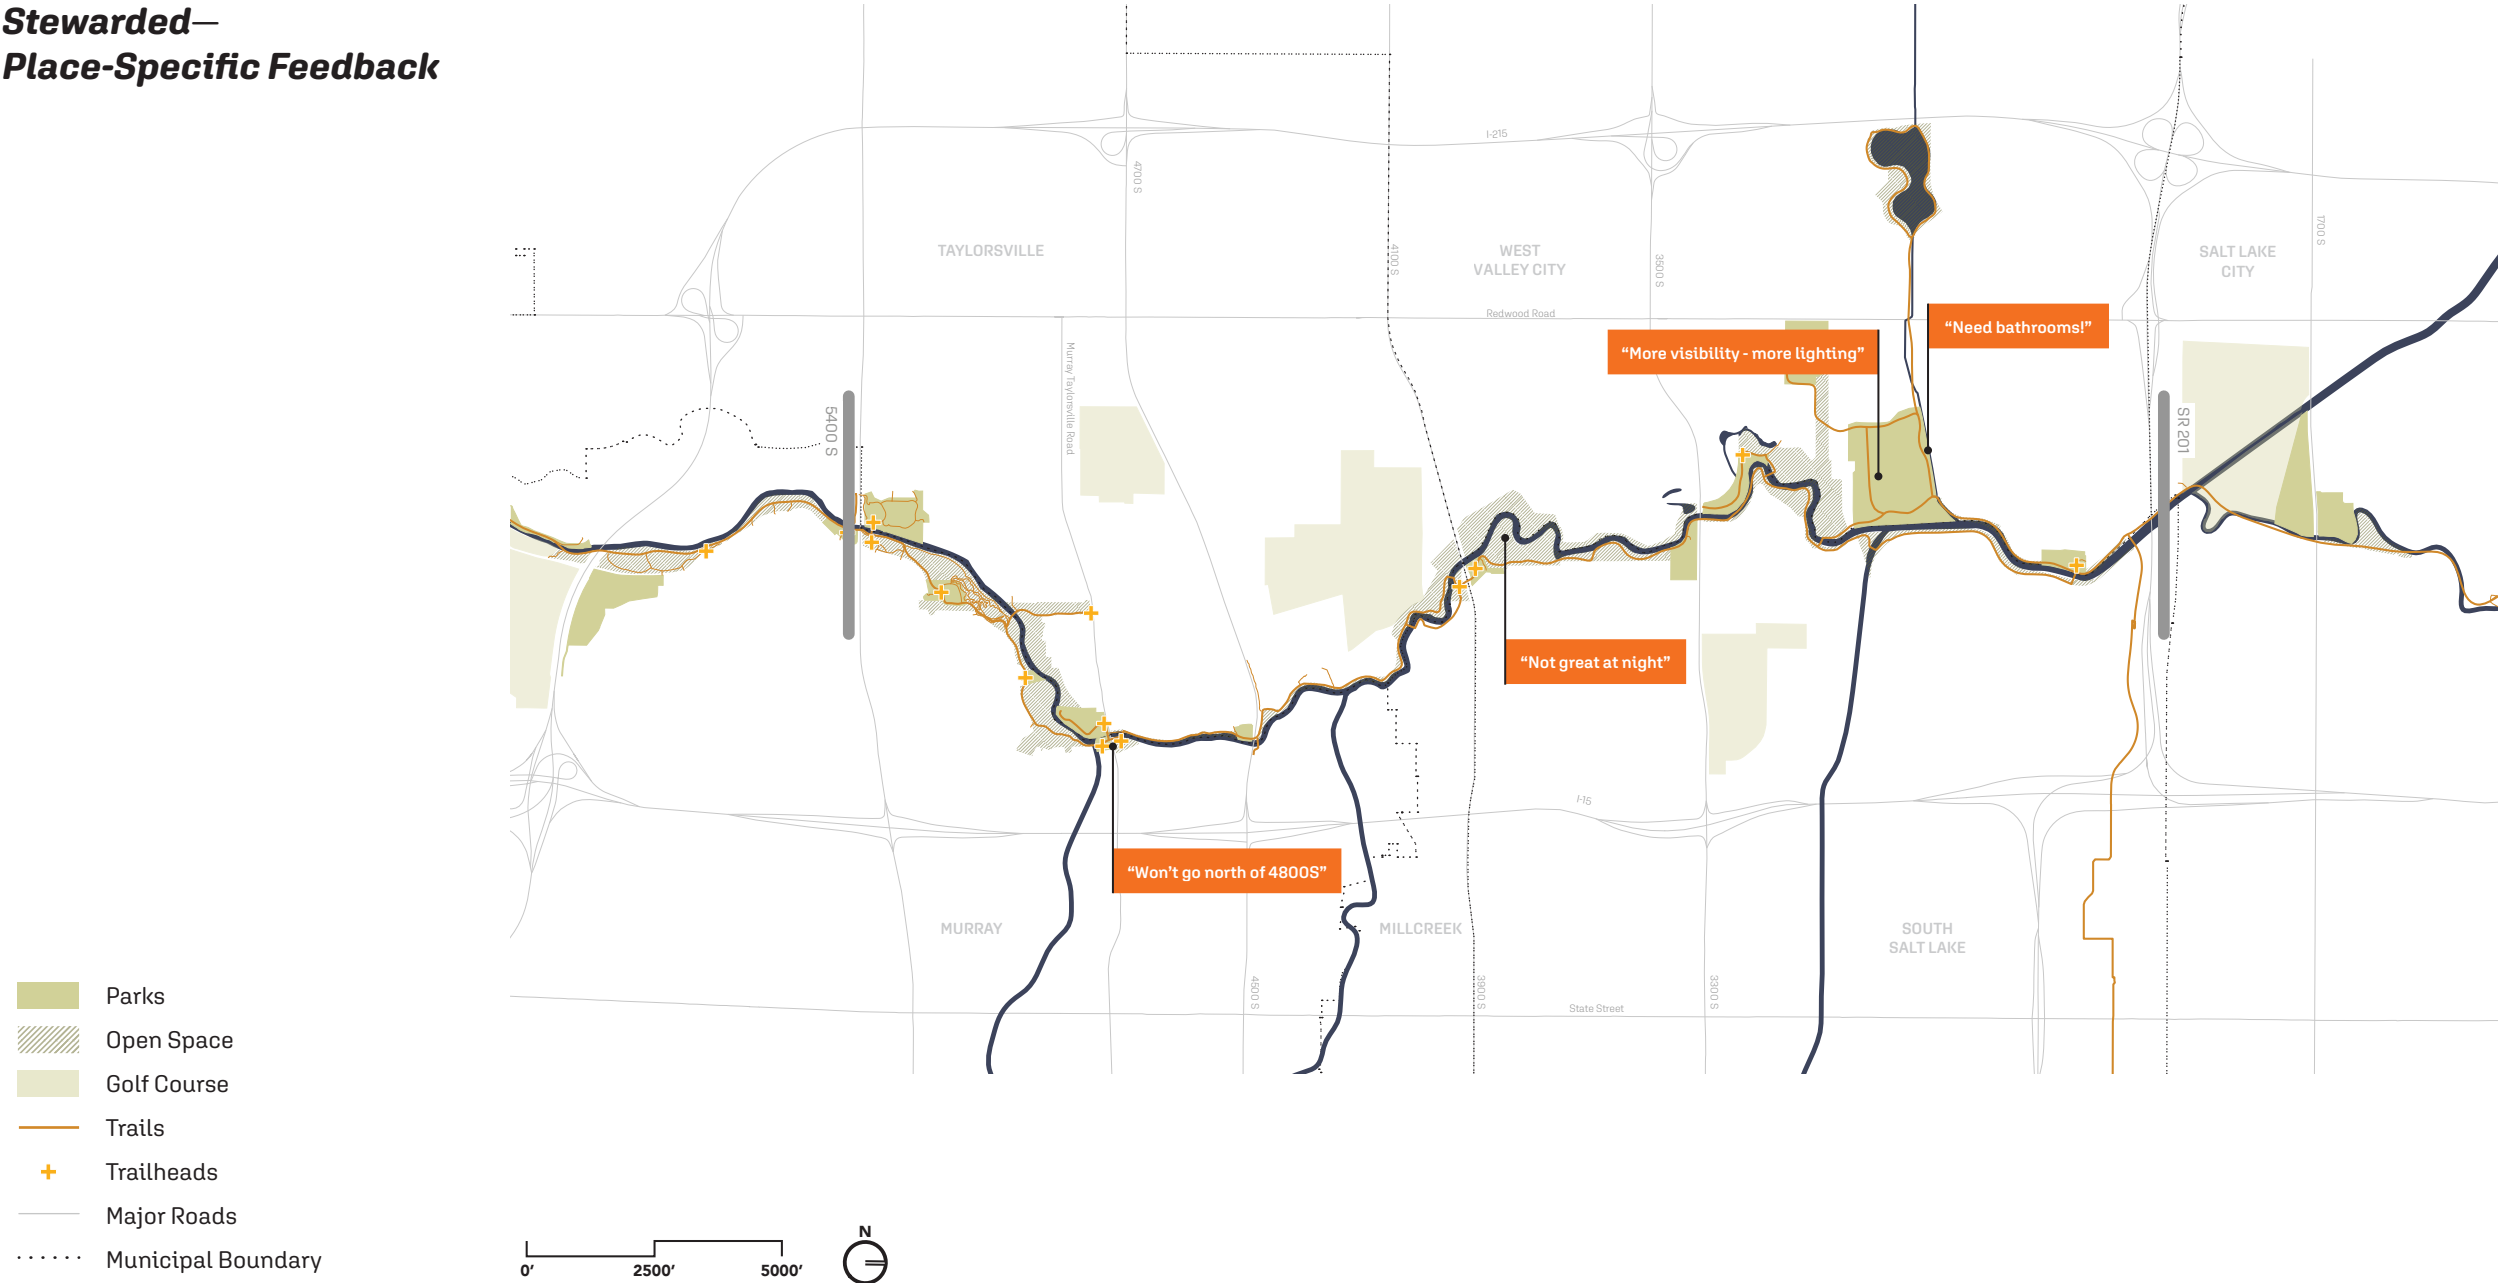 Stewarded—
Place-Specific Feedback
I-215
4700 S
TAYLORSVILLE
WEST
VALLEY CITY
4100 S
3500 S
SALT LAKE
CITY
1700 S
Redwood Road
“Need bathrooms!”
“More visibility - more lighting”
Murray Taylorsville Road
5400 S
SR 201
“Not great at night”
I-15
“Won’t go north of 4800S”
MURRAY
MILLCREEK
SOUTH
SALT LAKE
4500 S
3900 S
3300 S
State Street
Parks
Open Space
Golf Course
Trails
Trailheads
Major Roads
Municipal Boundary
0’ 2500’ 5000’
N